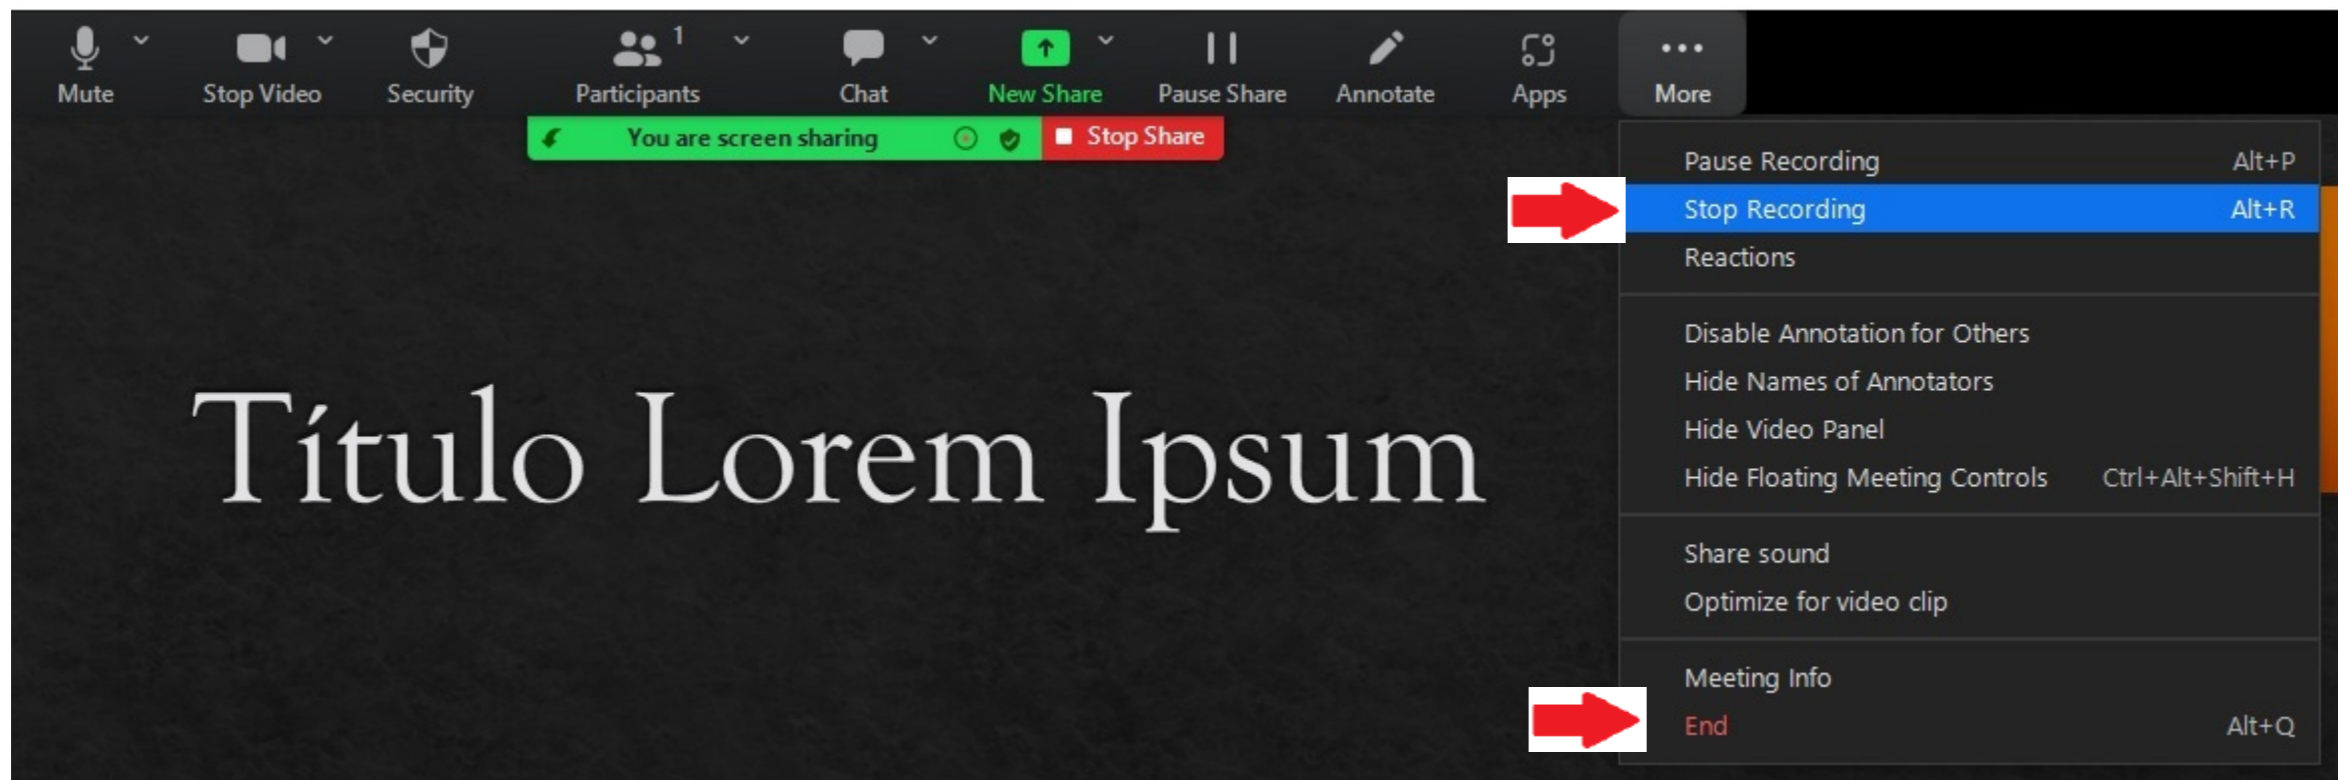 Mute
Stop Video
Security
Participants
1
Chat
New Share
Pause Share
Annotate
Apps
More
You are screen sharing
Stop Share
Pause Recording Alt+P
Stop Recording Alt+R
Reactions
Disable Annotation for Others
Hide Names of Annotators
Hide Video Panel
Hide Floating Meeting Controls Ctrl+Alt+Shift+H
Share sound
Optimize for video clip
Meeting Info
End Alt+Q
Título Lorem Ipsum